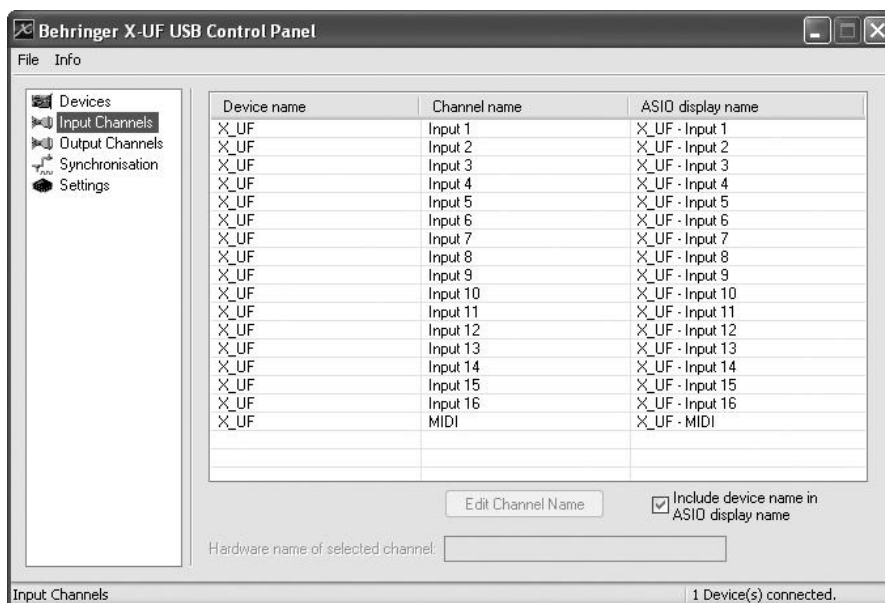 Behringer X-UF USB Control Panel
File Info
Devices
Input Channels
Output Channels
Synchronisation
Settings
Device name Channel name ASIO display name
X_UF Input 1 X_UF - Input 1
X_UF Input 2 X_UF - Input 2
X_UF Input 3 X_UF - Input 3
X_UF Input 4 X_UF - Input 4
X_UF Input 5 X_UF - Input 5
X_UF Input 6 X_UF - Input 6
X_UF Input 7 X_UF - Input 7
X_UF Input 8 X_UF - Input 8
X_UF Input 9 X_UF - Input 9
X_UF Input 10 X_UF - Input 10
X_UF Input 11 X_UF - Input 11
X_UF Input 12 X_UF - Input 12
X_UF Input 13 X_UF - Input 13
X_UF Input 14 X_UF - Input 14
X_UF Input 15 X_UF - Input 15
X_UF Input 16 X_UF - Input 16
X_UF MIDI X_UF - MIDI
Edit Channel Name
Include device name in
ASIO display name
Hardware name of selected channel:
Input Channels 1 Device(s) connected.